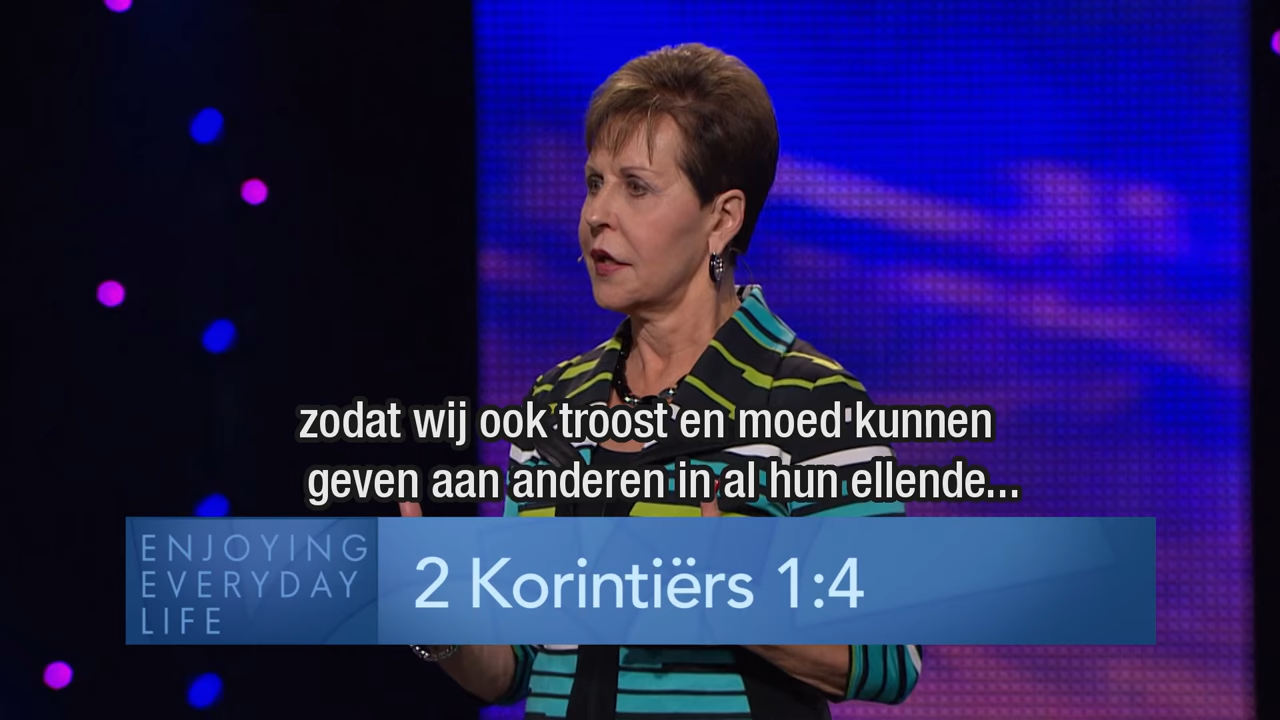 zodat wij ook troost en moed kunnen
geven aan anderen in al hun ellende...
ENJOYING
EVERYDAY
LIFE
2 Korintiërs 1:4